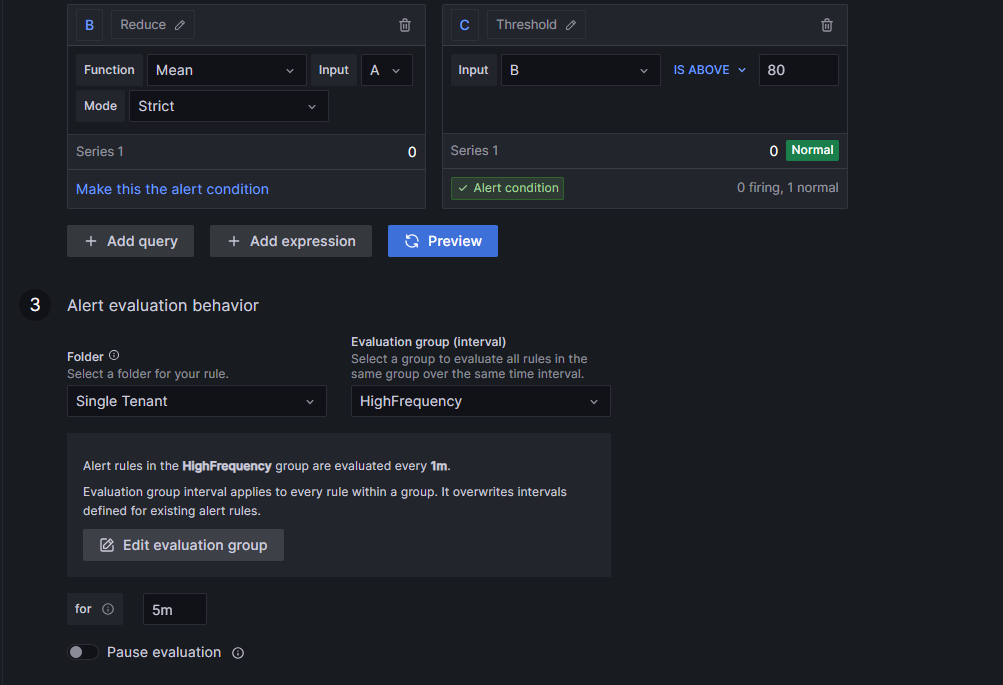 B Reduce
Function Mean Input A
Mode Strict
Series 1 0
Make this the alert condition
C Threshold
Input B IS ABOVE 80
Series 1 0 Normal
Alert condition 0 firing, 1 normal
+ Add query + Add expression Preview
3 Alert evaluation behavior
Folder
Select a folder for your rule.
Single Tenant
Evaluation group (interval)
Select a group to evaluate all rules in the
same group over the same time interval.
HighFrequency
Alert rules in the HighFrequency group are evaluated every 1m.
Evaluation group interval applies to every rule within a group. It overwrites intervals
defined for existing alert rules.
Edit evaluation group
for 5m
Pause evaluation